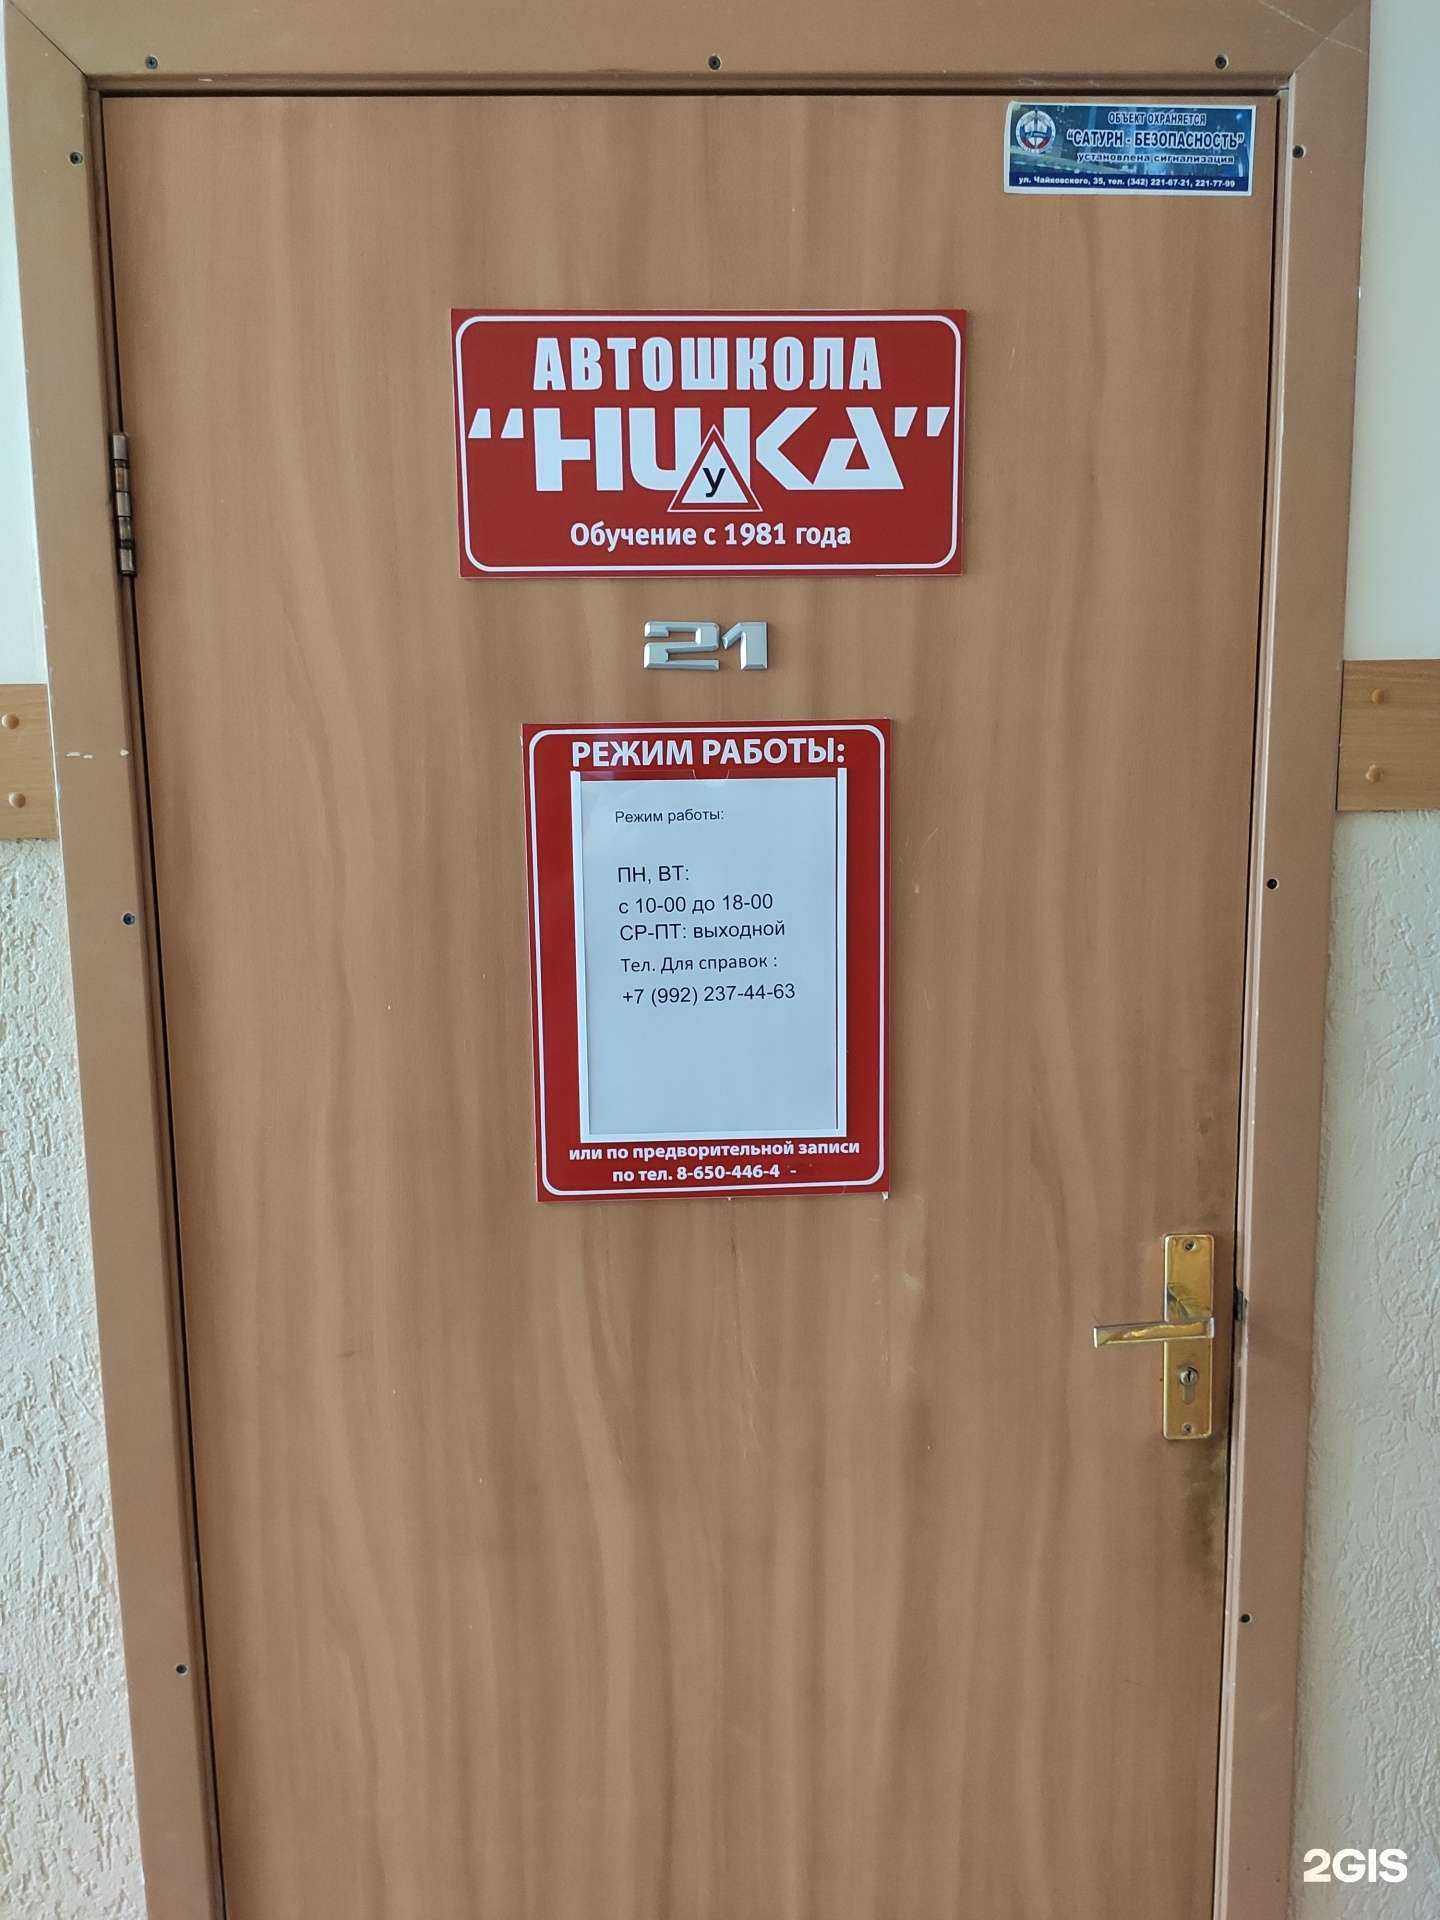 ОБЪЕКТ ОХРАНЯЕТСЯ
"САТУРН - БЕЗОПАСНОСТЬ"
установлена сигнализация
ул. Чайковского, 35, тел. (342) 221-67-21, 221-77-99
АВТОШКОЛА
"НИКА"
У
Обучение с 1981 года
21
РЕЖИМ РАБОТЫ:
Режим работы:
ПН, ВТ:
с 10-00 до 18-00
СР-ПТ: выходной
Тел. Для справок :
+7 (992) 237-44-63
или по предворительной записи
по тел. 8-650-446-4 -
2GIS